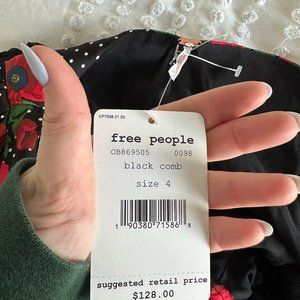 CP7638 21 23
free people
OB869505 0098
black comb
size 4
1 90380 71586 8
suggested retail price
$128.00